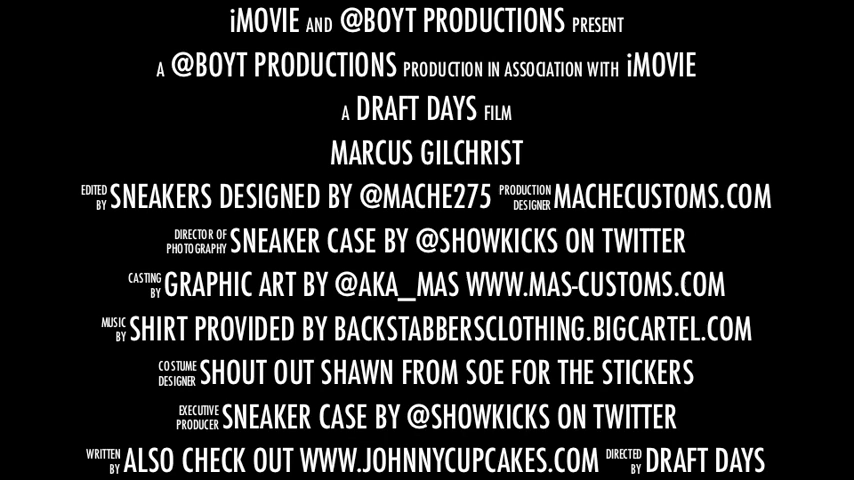 iMOVIE AND @BOYT PRODUCTIONS PRESENT
A @BOYT PRODUCTIONS PRODUCTION IN ASSOCIATION WITH iMOVIE
A DRAFT DAYS FILM
MARCUS GILCHRIST
EDITED BY SNEAKERS DESIGNED BY @MACHE275 PRODUCTION DESIGNER MACHECUSTOMS.COM
DIRECTOR OF PHOTOGRAPHY SNEAKER CASE BY @SHOWKICKS ON TWITTER
CASTING BY GRAPHIC ART BY @AKA_MAS WWW.MAS-CUSTOMS.COM
MUSIC BY SHIRT PROVIDED BY BACKSTABBERSCLOTHING.BIGCARTEL.COM
COSTUME DESIGNER SHOUT OUT SHAWN FROM SOE FOR THE STICKERS
EXECUTIVE PRODUCER SNEAKER CASE BY @SHOWKICKS ON TWITTER
WRITTEN BY ALSO CHECK OUT WWW.JOHNNYCUPCAKES.COM DIRECTED BY DRAFT DAYS